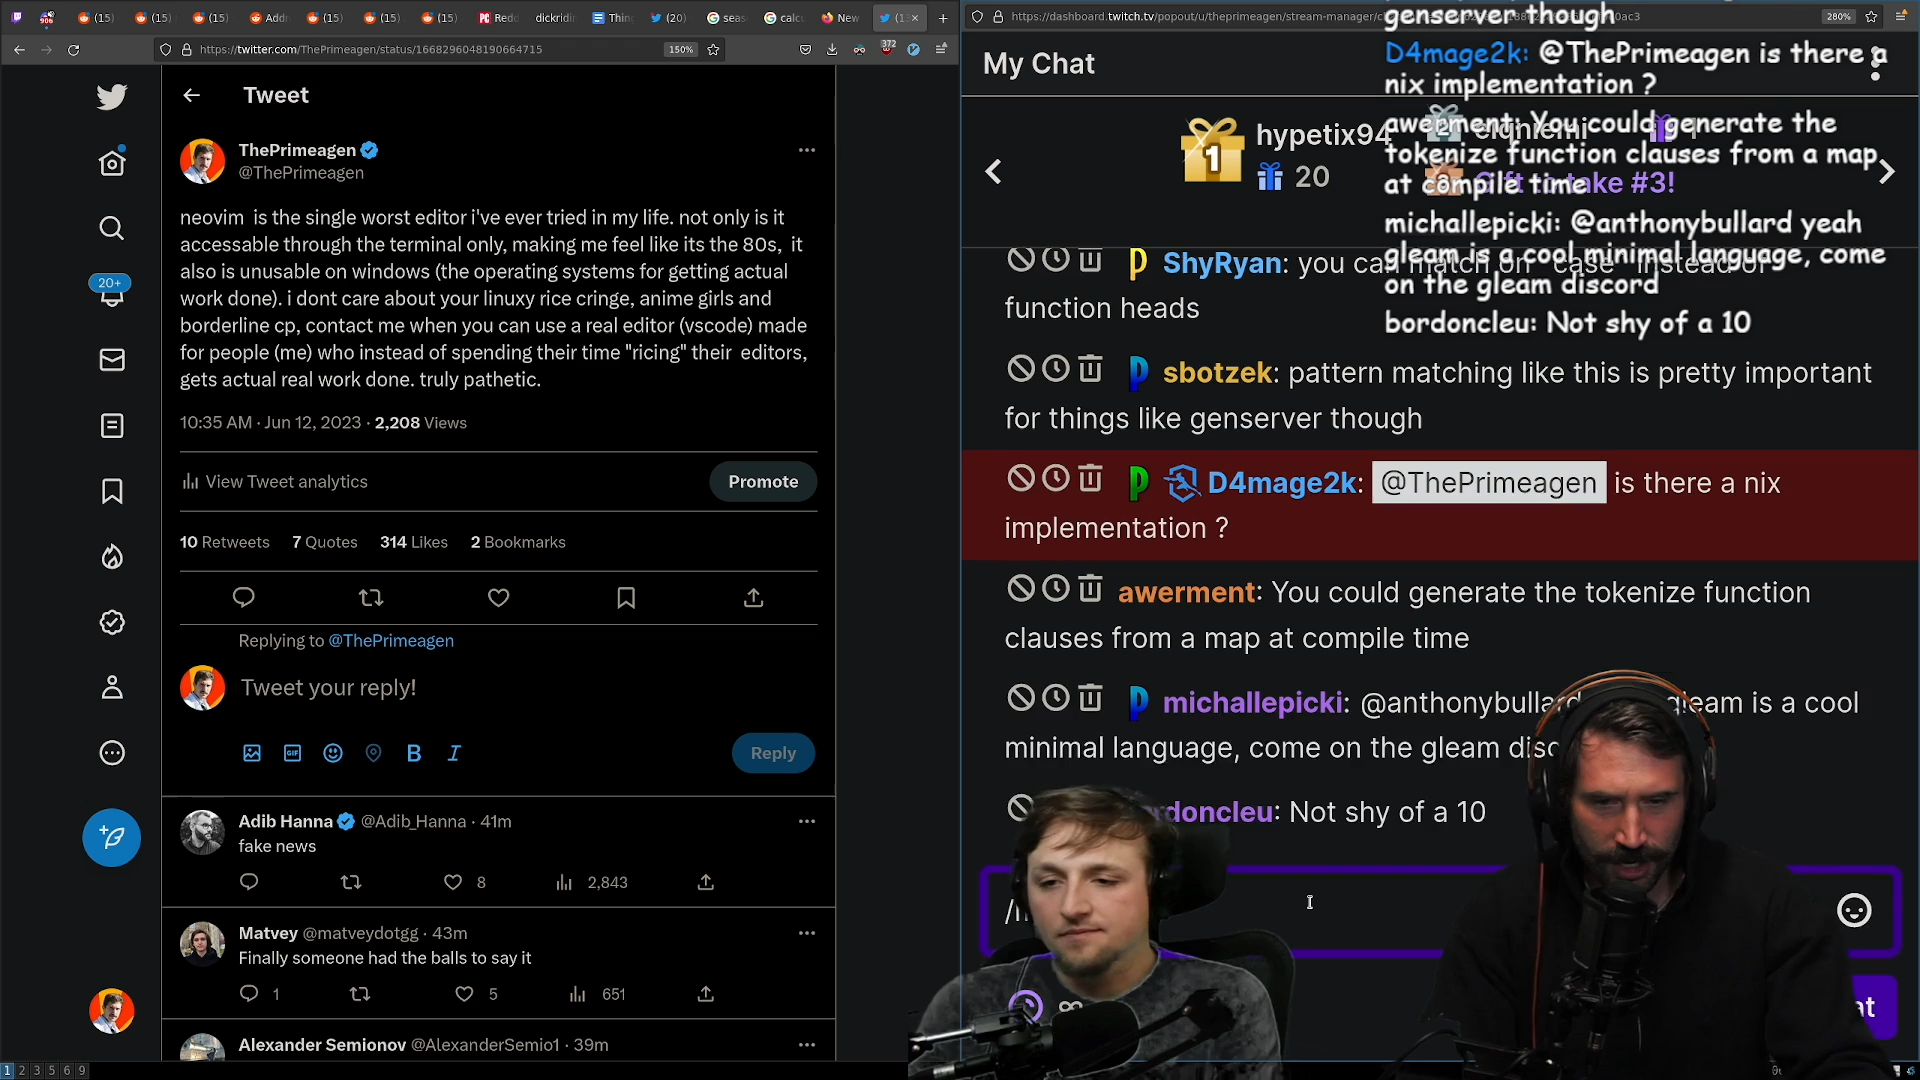 (15)
(15)
(15)
Addr
(15)
(15)
(15)
Redd
dickridin
Thing
(20)
seas
calcu
New
https://twitter.com/ThePrimeagen/status/1668296048190664715
150%
372
Tweet
ThePrimeagen
@ThePrimeagen
neovim is the single worst editor i've ever tried in my life. not only is it
accessable through the terminal only, making me feel like its the 80s, it
also is unusable on windows (the operating systems for getting actual
work done). i dont care about your linuxy rice cringe, anime girls and
borderline cp, contact me when you can use a real editor (vscode) made
for people (me) who instead of spending their time "ricing" their editors,
gets actual real work done. truly pathetic.
10:35 AM · Jun 12, 2023 · 2,208 Views
View Tweet analytics
Promote
10 Retweets 7 Quotes 314 Likes 2 Bookmarks
Replying to @ThePrimeagen
Tweet your reply!
GIF
B I
Reply
20+
Adib Hanna @Adib_Hanna · 41m
fake news
8
2,843
Matvey @matveydotgg · 43m
Finally someone had the balls to say it
1
5
651
Alexander Semionov @AlexanderSemio1 · 39m
1 2 3 5 6 9
https://dashboard.twitch.tv/popout/u/theprimeagen/stream-manager/
280%
My Chat
1
hypetix94
20
take #3!
ShyRyan: you can match on "case" instead of
function heads
sbotzek: pattern matching like this is pretty important
for things like genserver though
D4mage2k: @ThePrimeagen is there a nix
implementation ?
awerment: You could generate the tokenize function
clauses from a map at compile time
michallepicki: @anthonybullard gleam is a cool
minimal language, come on the gleam disc
doncleu: Not shy of a 10
genserver though
D4mage2k: @ThePrimeagen is there a
nix implementation ?
awerment: You could generate the
tokenize function clauses from a map
at compile time
michallepicki: @anthonybullard yeah
gleam is a cool minimal language, come
on the gleam discord
bordoncleu: Not shy of a 10